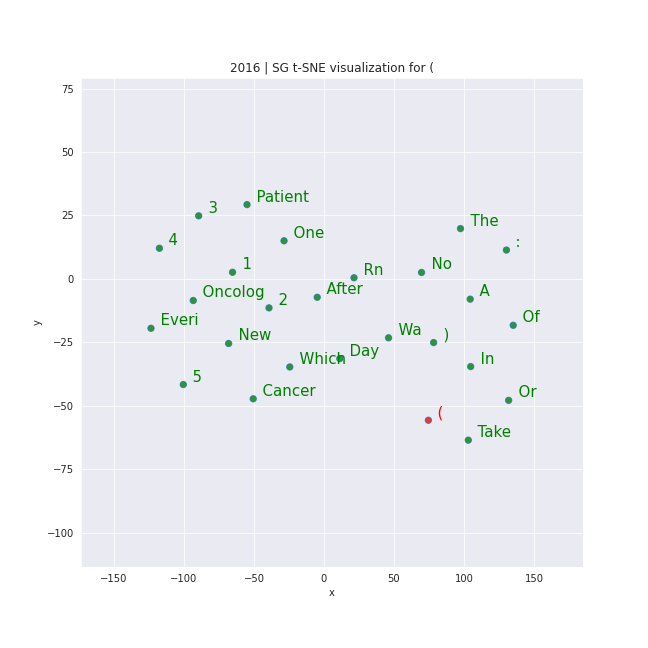 2016 | SG t-SNE visualization for (
75
50
25
0
−25
−50
−75
−100
y
Patient
3
The
One
:
4
1
Rn
No
Oncolog
After
A
2
Everi
Of
New
Wa
)
Which
Day
In
5
Cancer
Or
(
Take
−150
−100
−50
0
50
100
150
x